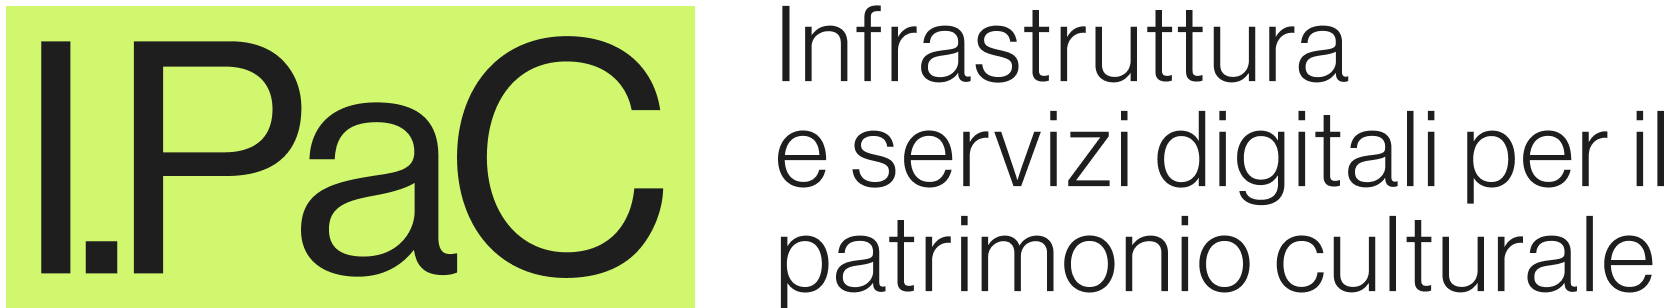 I.PaC
Infrastruttura
e servizi digitali per il
patrimonio culturale